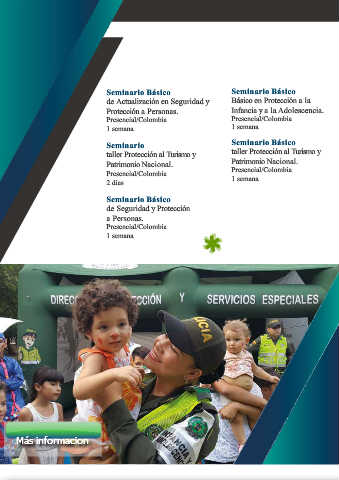 Seminario Básico
de Actualización en Seguridad y
Protección a Personas.
Presencial/Colombia
1 semana
Seminario
taller Protección al Turismo y
Patrimonio Nacional.
Presencial/Colombia
2 días
Seminario Básico
de Seguridad y Protección
a Personas.
Presencial/Colombia
1 semana
Seminario Básico
Básico en Protección a la
Infancia y a la Adolescencia.
Presencial/Colombia
1 semana
Seminario Básico
taller Protección al Turismo y
Patrimonio Nacional.
Presencial/Colombia
1 semana
Y SERVICIOS ESPECIALES
Más informacion